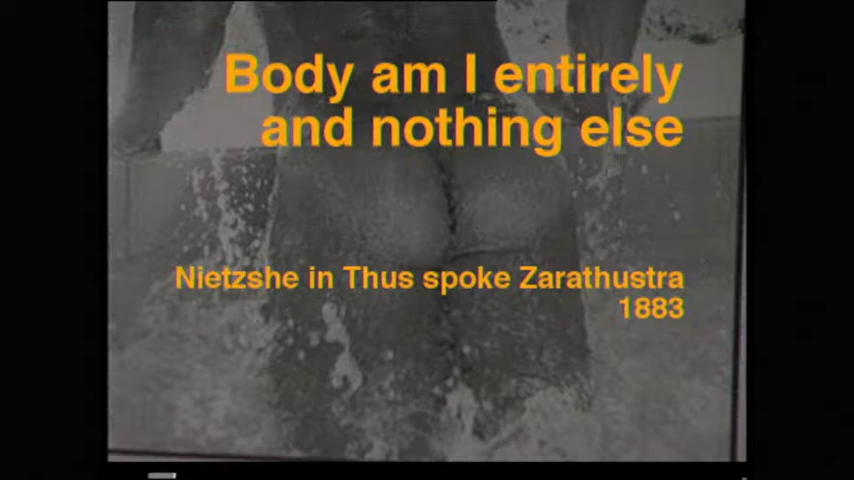 Body am I entirely
and nothing else
Nietzshe in Thus spoke Zarathustra
1883